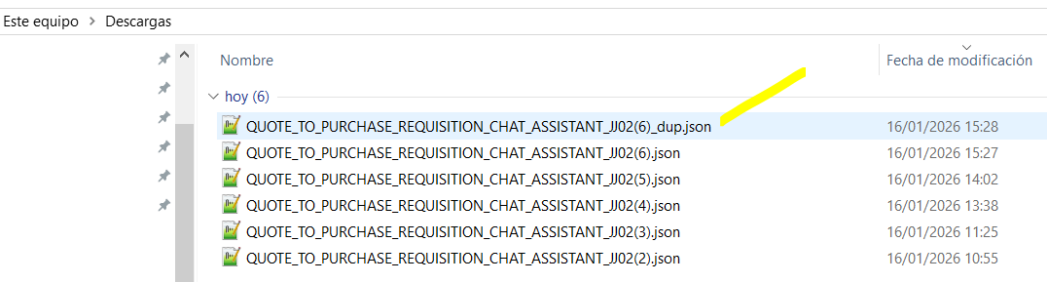 Este equipo > Descargas
Nombre Fecha de modificación
hoy (6)
QUOTE_TO_PURCHASE_REQUISITION_CHAT_ASSISTANT_JJ02(6)_dup.json 16/01/2026 15:28
QUOTE_TO_PURCHASE_REQUISITION_CHAT_ASSISTANT_JJ02(6).json 16/01/2026 15:27
QUOTE_TO_PURCHASE_REQUISITION_CHAT_ASSISTANT_JJ02(5).json 16/01/2026 14:02
QUOTE_TO_PURCHASE_REQUISITION_CHAT_ASSISTANT_JJ02(4).json 16/01/2026 13:38
QUOTE_TO_PURCHASE_REQUISITION_CHAT_ASSISTANT_JJ02(3).json 16/01/2026 11:25
QUOTE_TO_PURCHASE_REQUISITION_CHAT_ASSISTANT_JJ02(2).json 16/01/2026 10:55